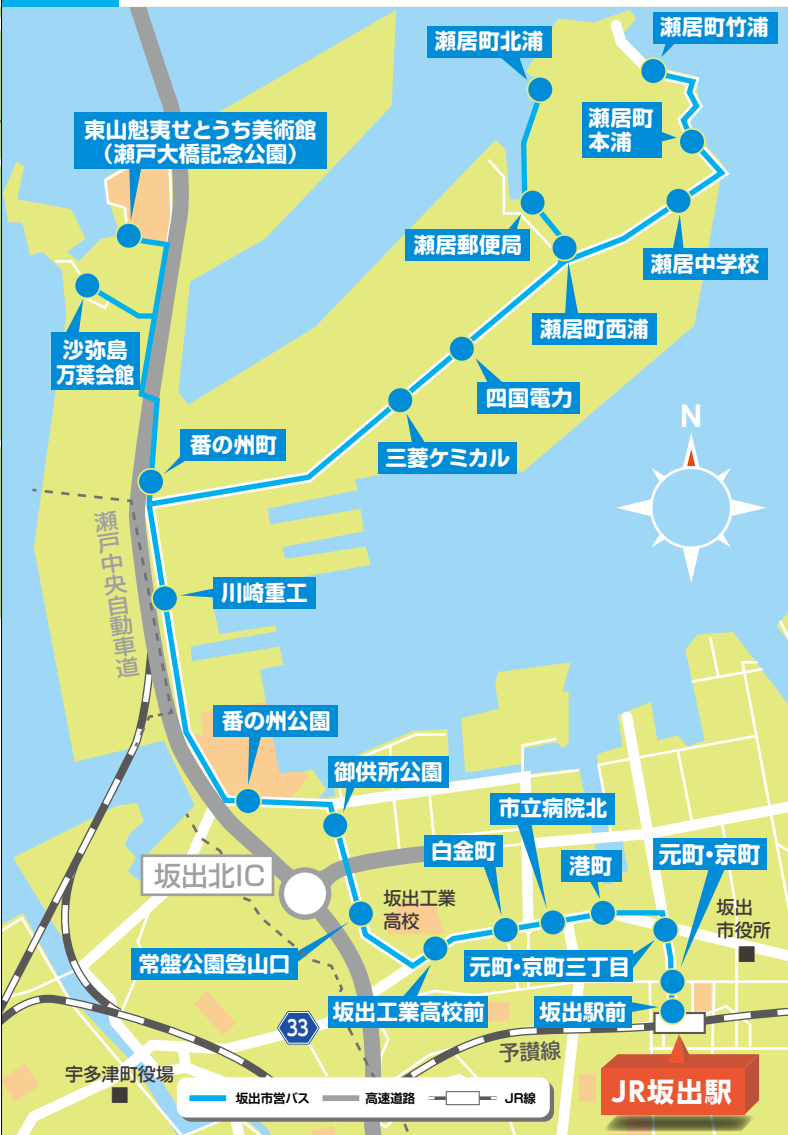 瀬居町竹浦
瀬居町北浦
瀬居町
本浦
東山魁夷せとうち美術館
（瀬戸大橋記念公園）
瀬居郵便局
瀬居中学校
瀬居町西浦
沙弥島
万葉会館
四国電力
三菱ケミカル
番の州町
N
瀬戸中央自動車道
川崎重工
番の州公園
御供所公園
市立病院北
白金町
港町
元町・京町
坂出北IC
坂出工業
高校
坂出
市役所
常盤公園登山口
元町・京町三丁目
坂出工業高校前
坂出駅前
33
予讃線
宇多津町役場
JR坂出駅
坂出市営バス
高速道路
JR線